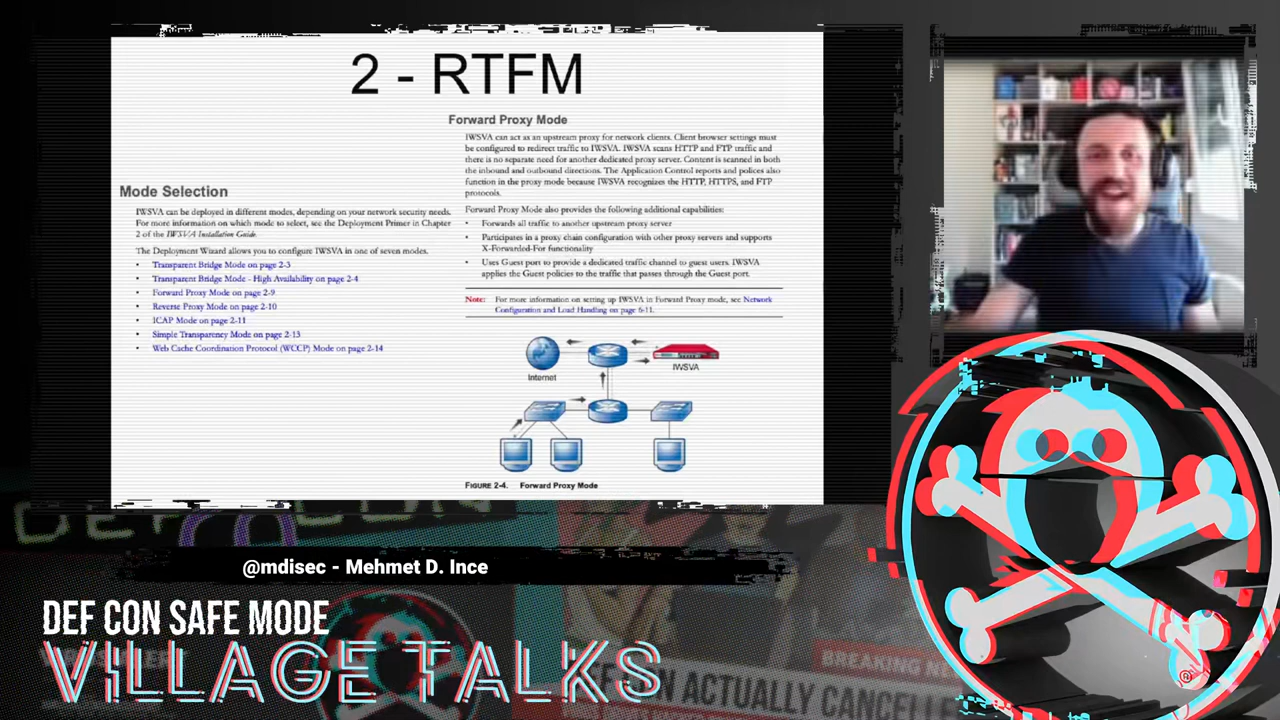 2 - RTFM
Mode Selection
IWSVA can be deployed in different modes, depending on your network security needs.
For more information on which mode to select, see the Deployment Primer in Chapter
2 of the IWSVA Installation Guide.
The Deployment Wizard allows you to configure IWSVA in one of seven modes.
• Transparent Bridge Mode on page 2-3
• Transparent Bridge Mode - High Availability on page 2-4
• Forward Proxy Mode on page 2-9
• Reverse Proxy Mode on page 2-10
• ICAP Mode on page 2-11
• Simple Transparency Mode on page 2-13
• Web Cache Coordination Protocol (WCCP) Mode on page 2-14
Forward Proxy Mode
IWSVA can act as an upstream proxy for network clients. Client browser settings must
be configured to redirect traffic to IWSVA. IWSVA scans HTTP and FTP traffic and
there is no separate need for another dedicated proxy server. Content is scanned in both
the inbound and outbound directions. The Application Control reports and polices also
function in the proxy mode because IWSVA recognizes the HTTP, HTTPS, and FTP
protocols.
Forward Proxy Mode also provides the following additional capabilities:
• Forwards all traffic to another upstream proxy server
• Participates in a proxy chain configuration with other proxy servers and supports
X-Forwarded-For functionality
• Uses Guest port to provide a dedicated traffic channel to guest users. IWSVA
applies the Guest policies to the traffic that passes through the Guest port.
Note: For more information on setting up IWSVA in Forward Proxy mode, see Network
Configuration and Load Handling on page 6-11.
Internet
IWSVA
FIGURE 2-4. Forward Proxy Mode
@mdisec - Mehmet D. Ince
DEF CON SAFE MODE
VILLAGE TALKS
DEF CON
BREAKING NE
EF CON ACTUALLY CANCELLE
®